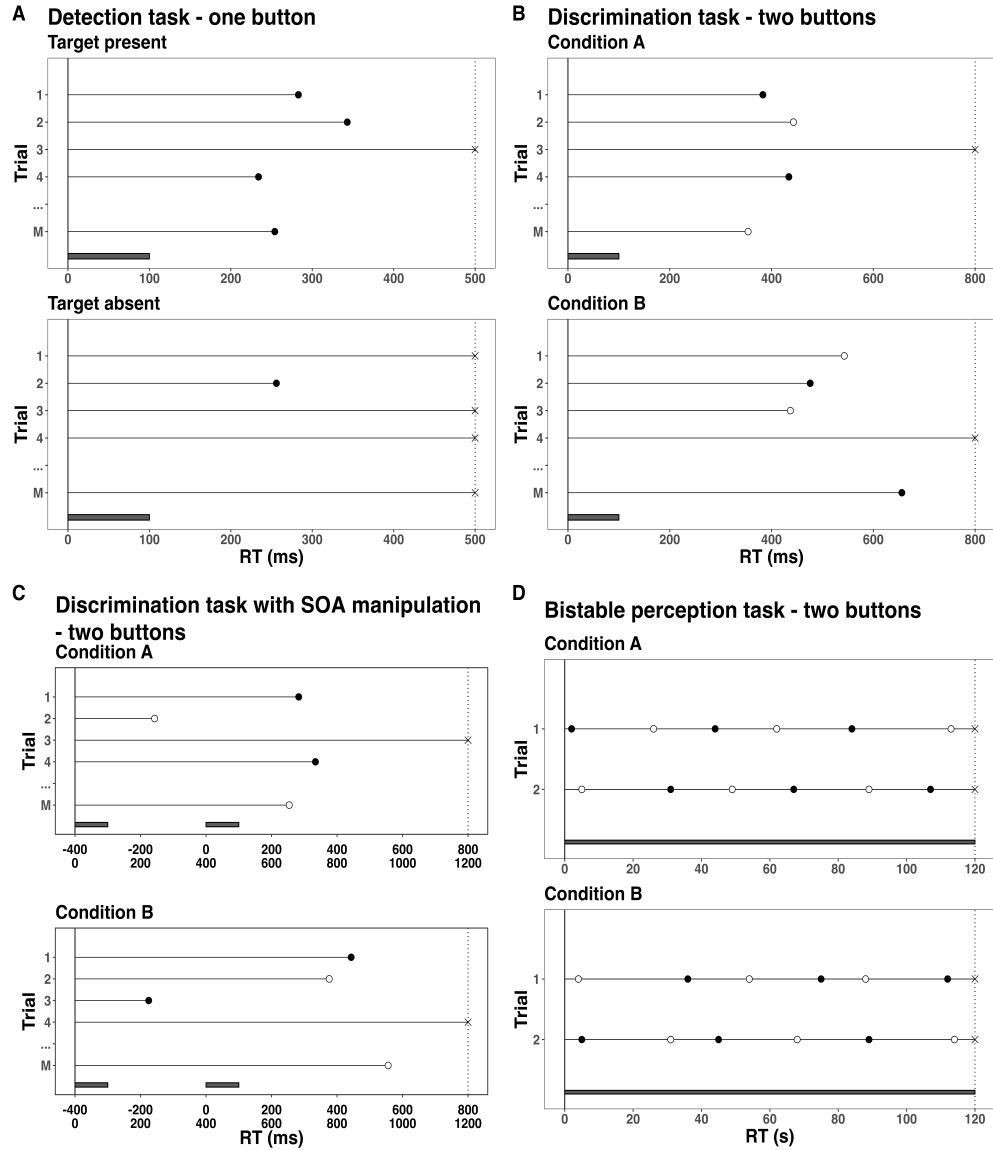 A
Detection task - one button
Target present
Trial
1
2
3
4
...
M
0 100 200 300 400 500
Target absent
Trial
1
2
3
4
...
M
0 100 200 300 400 500
RT (ms)
B
Discrimination task - two buttons
Condition A
Trial
1
2
3
4
...
M
0 200 400 600 800
Condition B
Trial
1
2
3
4
...
M
0 200 400 600 800
RT (ms)
C
Discrimination task with SOA manipulation
- two buttons
Condition A
Trial
1
2
3
4
...
M
-400 -200 0 200 400 600 800
0 200 400 600 800 1000 1200
Condition B
Trial
1
2
3
4
...
M
-400 -200 0 200 400 600 800
0 200 400 600 800 1000 1200
RT (ms)
D
Bistable perception task - two buttons
Condition A
Trial
1
2
0 20 40 60 80 100 120
Condition B
Trial
1
2
0 20 40 60 80 100 120
RT (s)